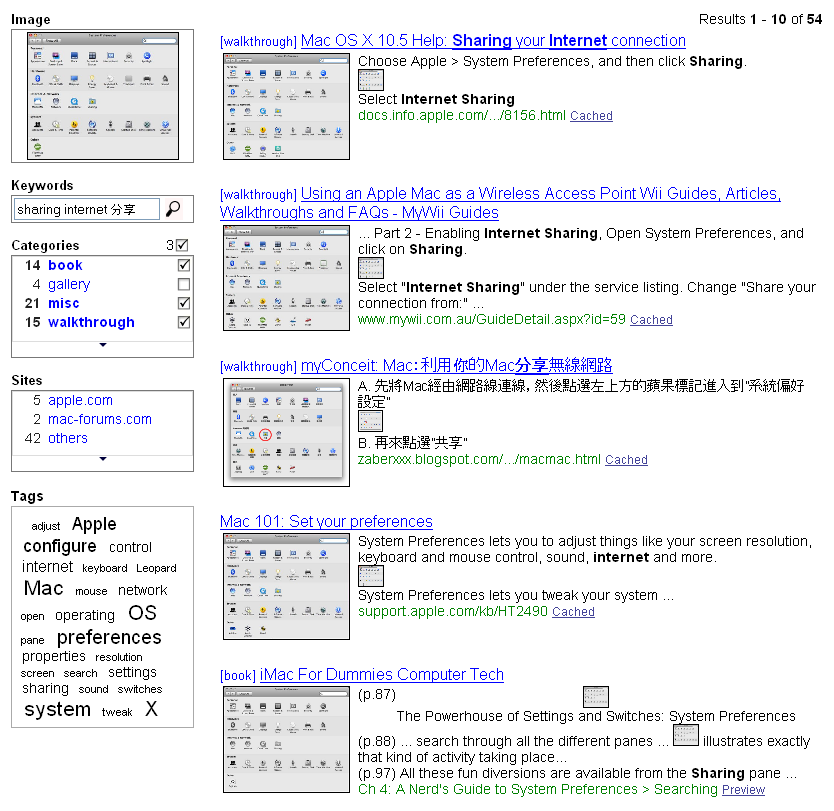 Image
Results 1 - 10 of 54
Keywords
sharing internet 分享
Categories 3
14 book
4 gallery
21 misc
15 walkthrough
Sites
5 apple.com
2 mac-forums.com
42 others
Tags
adjust Apple
configure control
internet keyboard Leopard
Mac mouse network
open operating OS
pane preferences
properties resolution
screen search settings
sharing sound switches
system tweak X
[walkthrough] Mac OS X 10.5 Help: Sharing your Internet connection
Choose Apple > System Preferences, and then click Sharing.
Select Internet Sharing
docs.info.apple.com/.../8156.html Cached
[walkthrough] Using an Apple Mac as a Wireless Access Point Wii Guides, Articles,
Walkthroughs and FAQs - MyWii Guides
... Part 2 - Enabling Internet Sharing, Open System Preferences, and
click on Sharing.
Select "Internet Sharing" under the service listing. Change "Share your
connection from:" ...
www.mywii.com.au/GuideDetail.aspx?id=59 Cached
[walkthrough] myConceit: Mac：利用你的Mac分享無線網路
A. 先將Mac經由網路線連線，然後點選左上方的蘋果標記進入到"系統偏好
設定"
B. 再來點選"共享"
zaberxxx.blogspot.com/.../macmac.html Cached
Mac 101: Set your preferences
System Preferences lets you to adjust things like your screen resolution,
keyboard and mouse control, sound, internet and more.
System Preferences lets you tweak your system ...
support.apple.com/kb/HT2490 Cached
[book] iMac For Dummies Computer Tech
(p.87)
The Powerhouse of Settings and Switches: System Preferences
(p.88) ... search through all the different panes ... illustrates exactly
that kind of activity taking place...
(p.97) All these fun diversions are available from the Sharing pane ...
Ch 4: A Nerd's Guide to System Preferences > Searching Preview